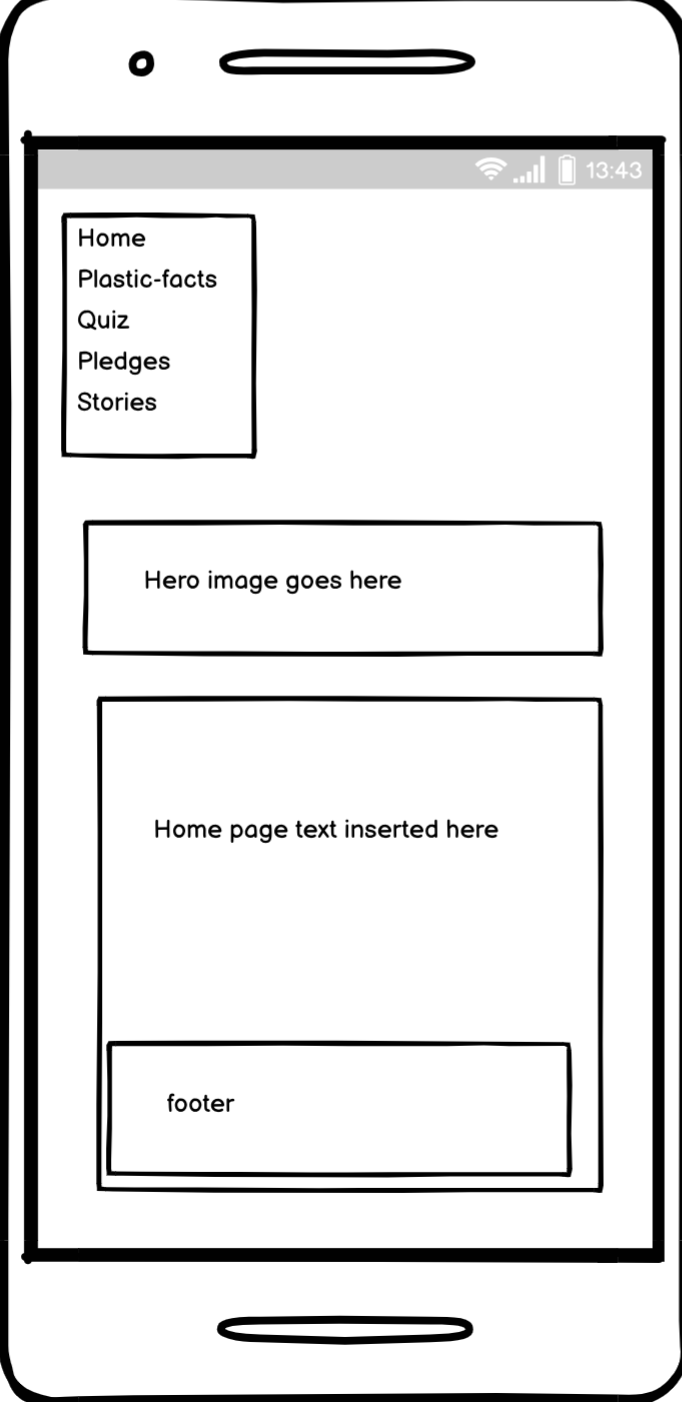 13:43
Home
Plastic-facts
Quiz
Pledges
Stories
Hero image goes here
Home page text inserted here
footer